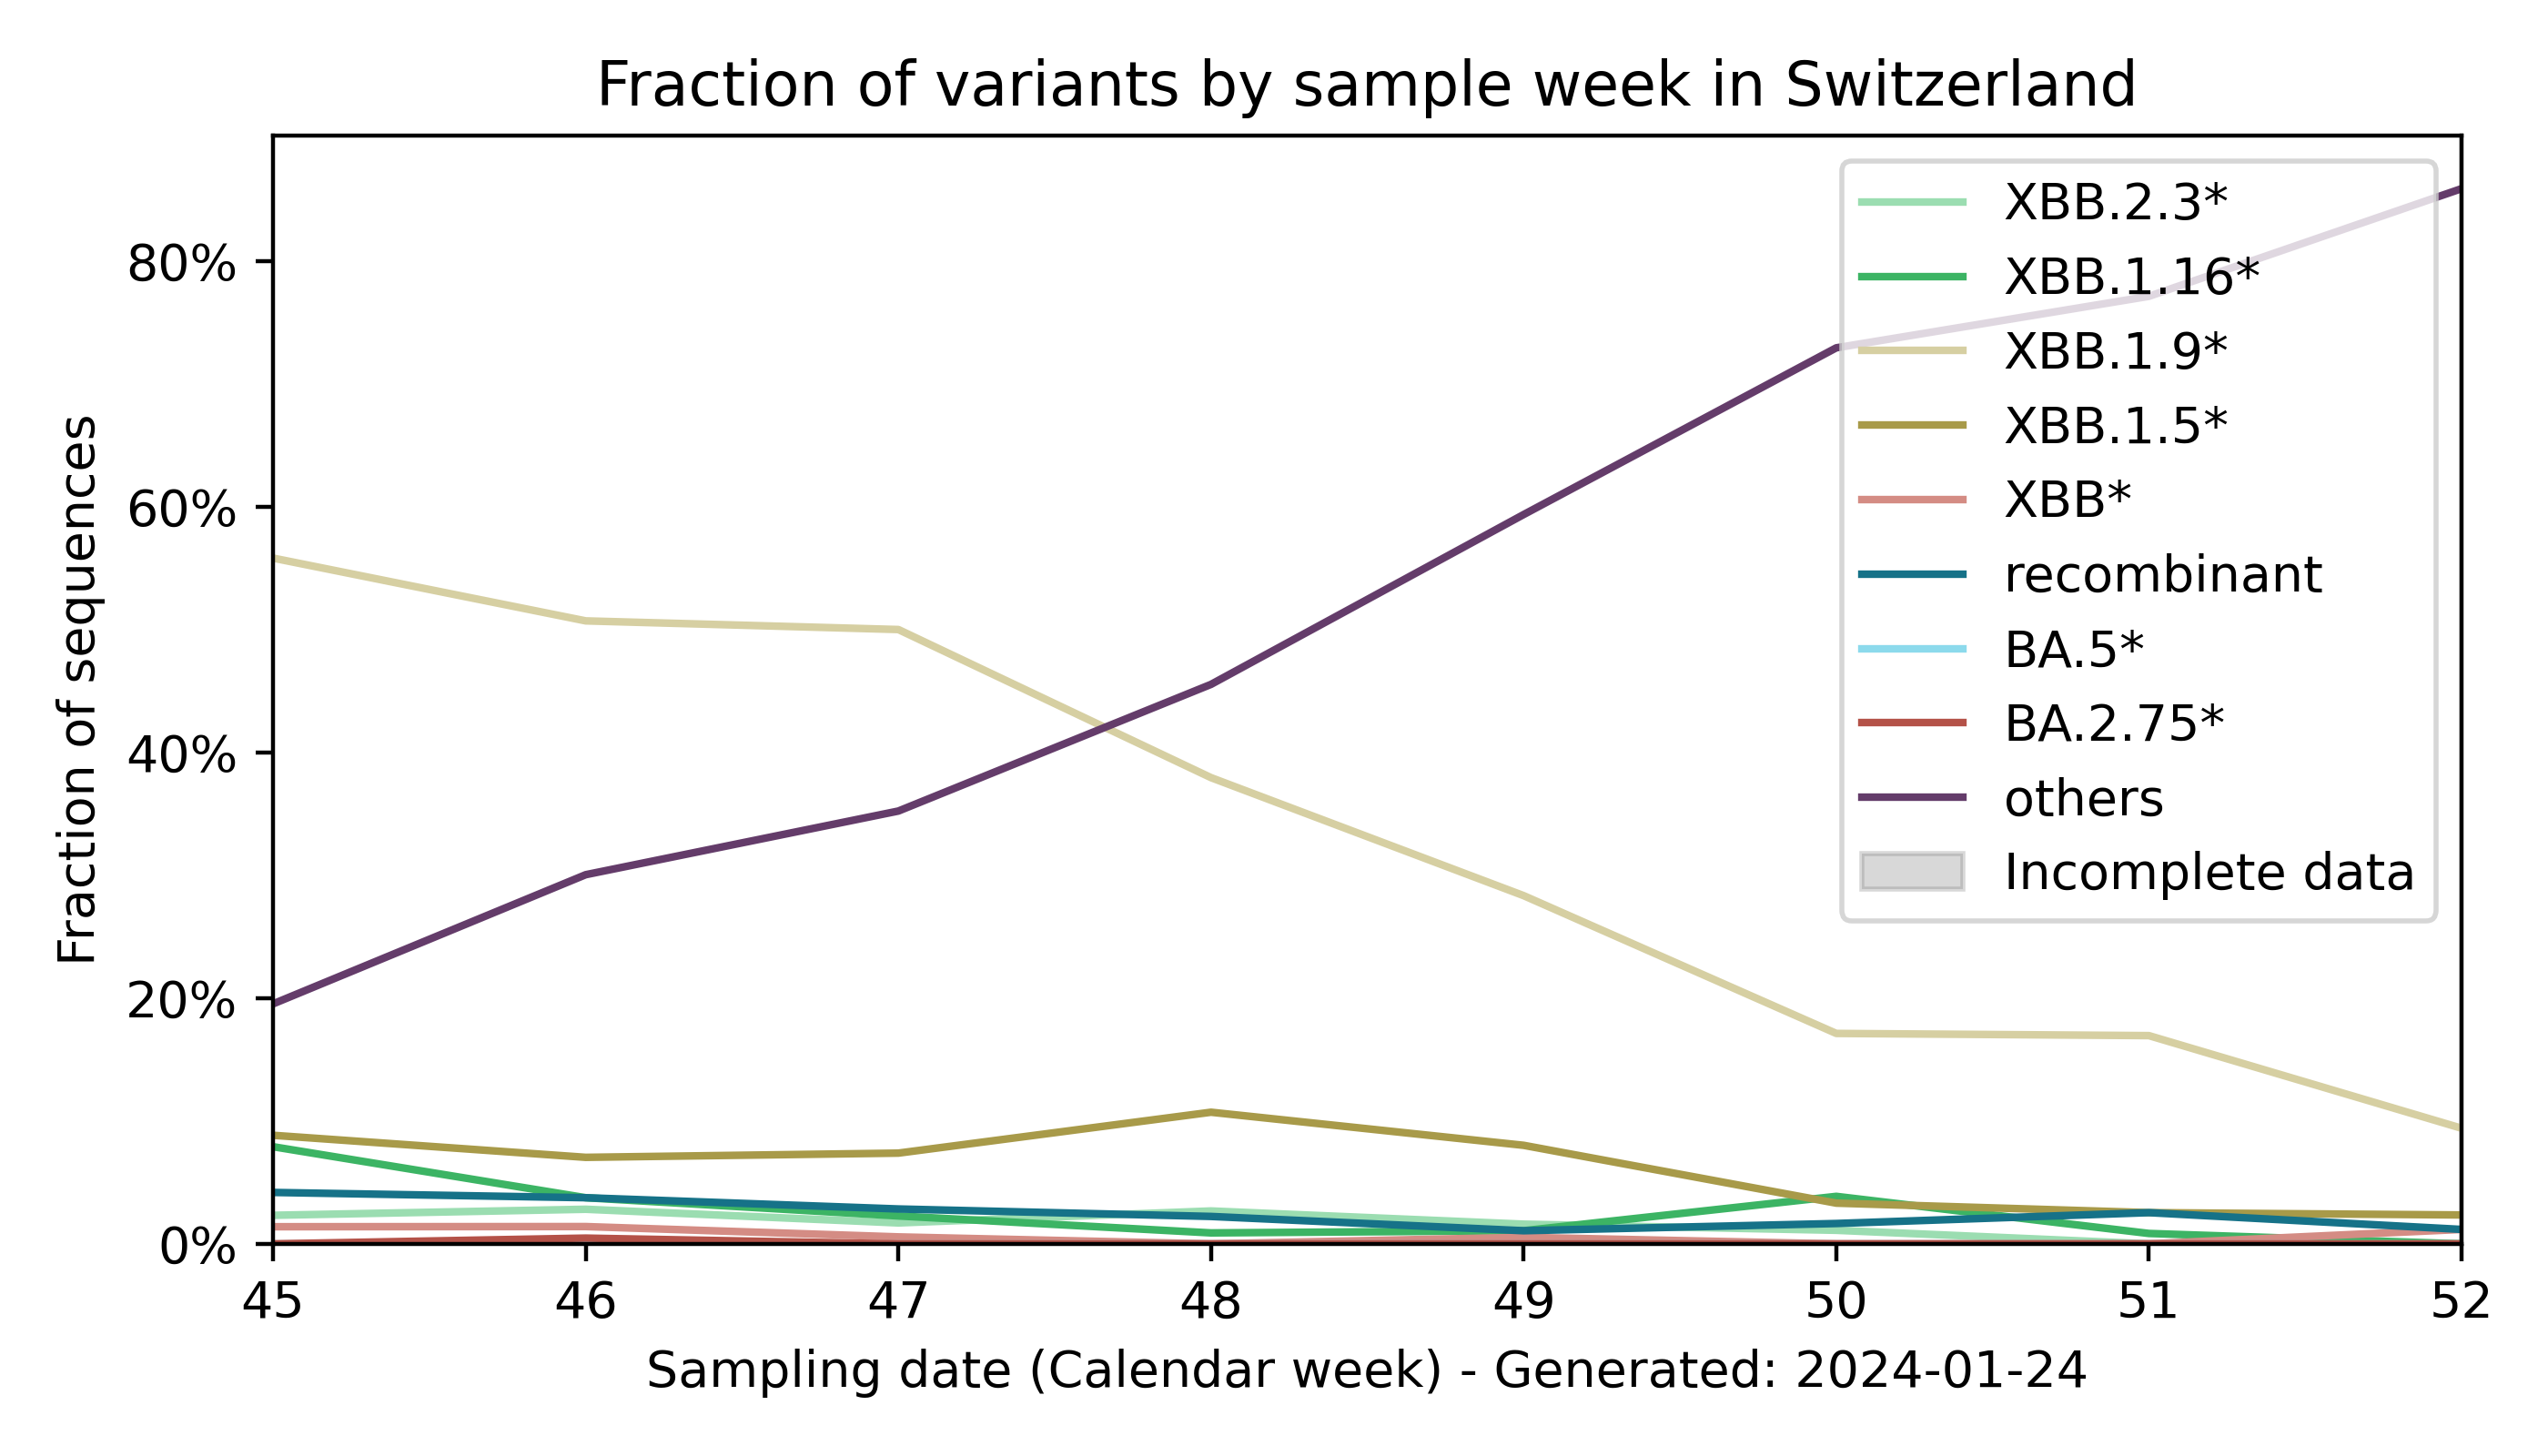 Fraction of variants by sample week in Switzerland
Fraction of sequences
80%
60%
40%
20%
0%
XBB.2.3*
XBB.1.16*
XBB.1.9*
XBB.1.5*
XBB*
recombinant
BA.5*
BA.2.75*
others
Incomplete data
45 46 47 48 49 50 51 52
Sampling date (Calendar week) - Generated: 2024-01-24